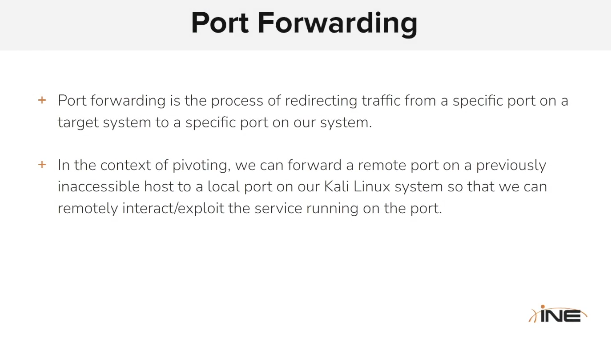 Port Forwarding
+ Port forwarding is the process of redirecting traffic from a specific port on a
target system to a specific port on our system.
+ In the context of pivoting, we can forward a remote port on a previously
inaccessible host to a local port on our Kali Linux system so that we can
remotely interact/exploit the service running on the port.
iNE